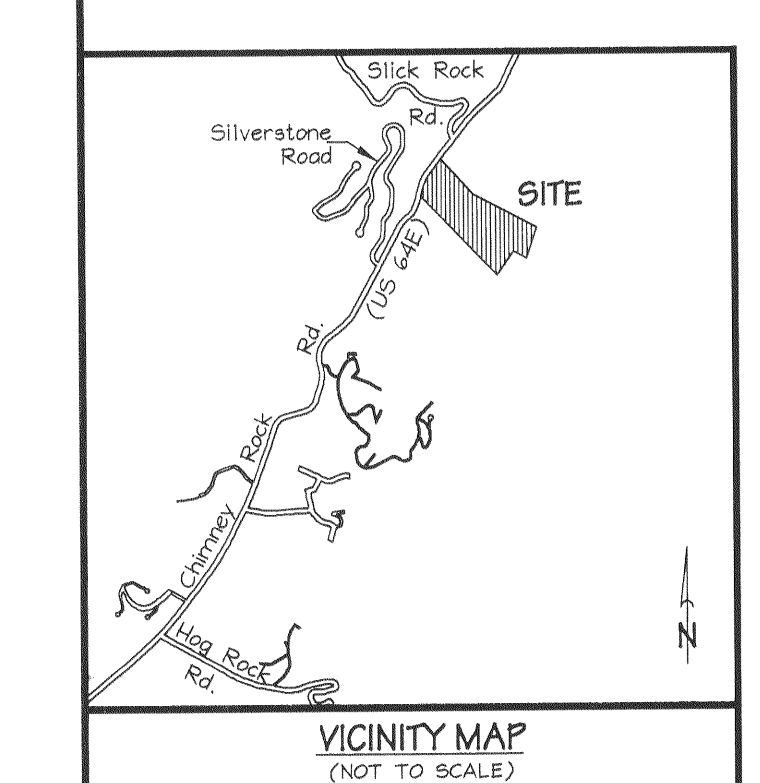 Slick Rock
Rd.
Silverstone
Road
SITE
(US 64E)
Chimney Rock Rd.
Hog Rock
Rd.
N
VICINITY MAP
(NOT TO SCALE)